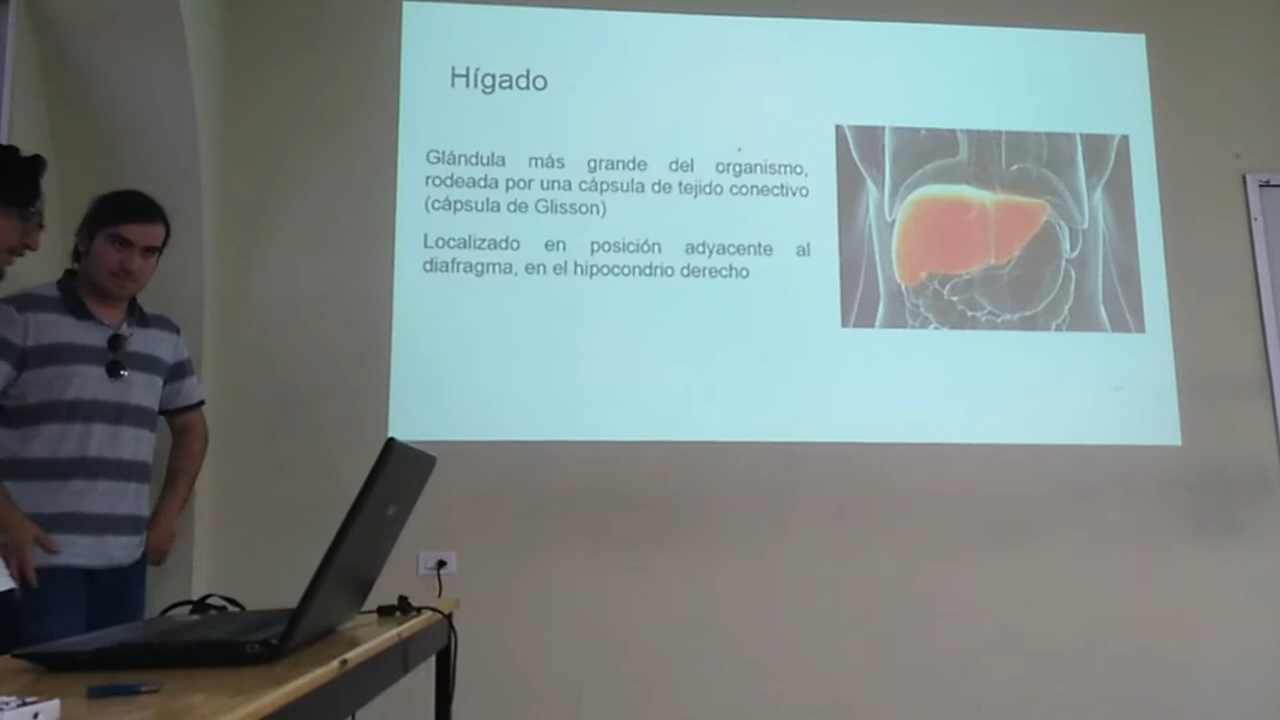 Hígado
Glándula más grande del organismo,
rodeada por una cápsula de tejido conectivo
(cápsula de Glisson)
Localizado en posición adyacente al
diafragma, en el hipocondrio derecho